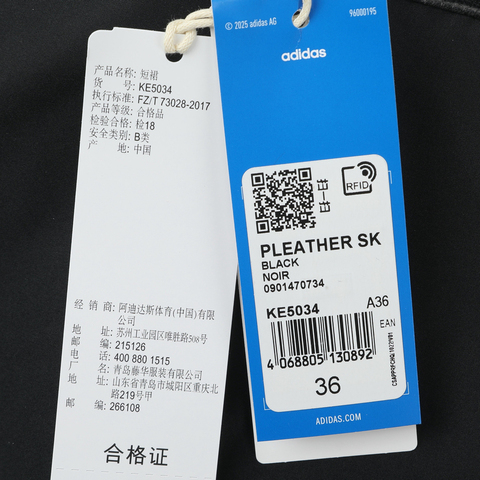 产品名称: 短裙
货 号: KE5034
执行标准: FZ/T 73028-2017
产品等级: 合格品
检验合格: 检18
安全类别: B类
产 地: 中国
经 销 商: 阿迪达斯体育(中国)有限公司
地 址: 苏州工业园区唯胜路508号
邮 编: 215126
电 话: 400 880 1515
厂 名: 青岛藤华服装有限公司
地 址: 山东省青岛市城阳区重庆北
路219号甲
邮 编: 266108
合格证
© 2025 adidas AG
96000195
adidas
RFID
PLEATHER SK
BLACK
NOIR
0901470734
KE5034
A36
EAN
4 068805 130892
36
ADIDAS.COM